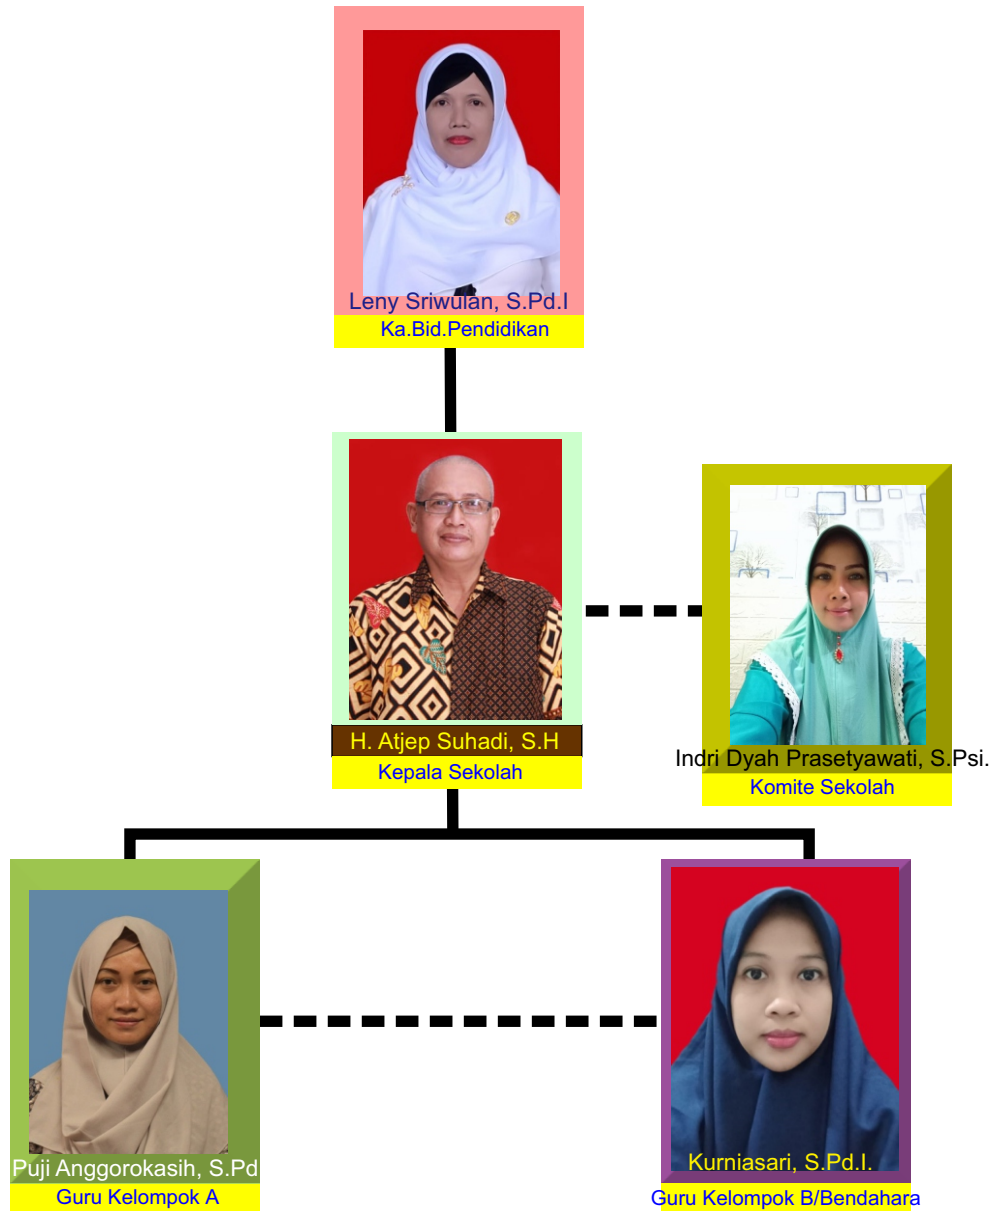 Leny Sriwulan, S.Pd.I
Ka.Bid.Pendidikan
H. Atjep Suhadi, S.H
Kepala Sekolah
Indri Dyah Prasetyawati, S.Psi.
Komite Sekolah
Puji Anggorokasih, S.Pd
Guru Kelompok A
Kurniasari, S.Pd.I.
Guru Kelompok B/Bendahara